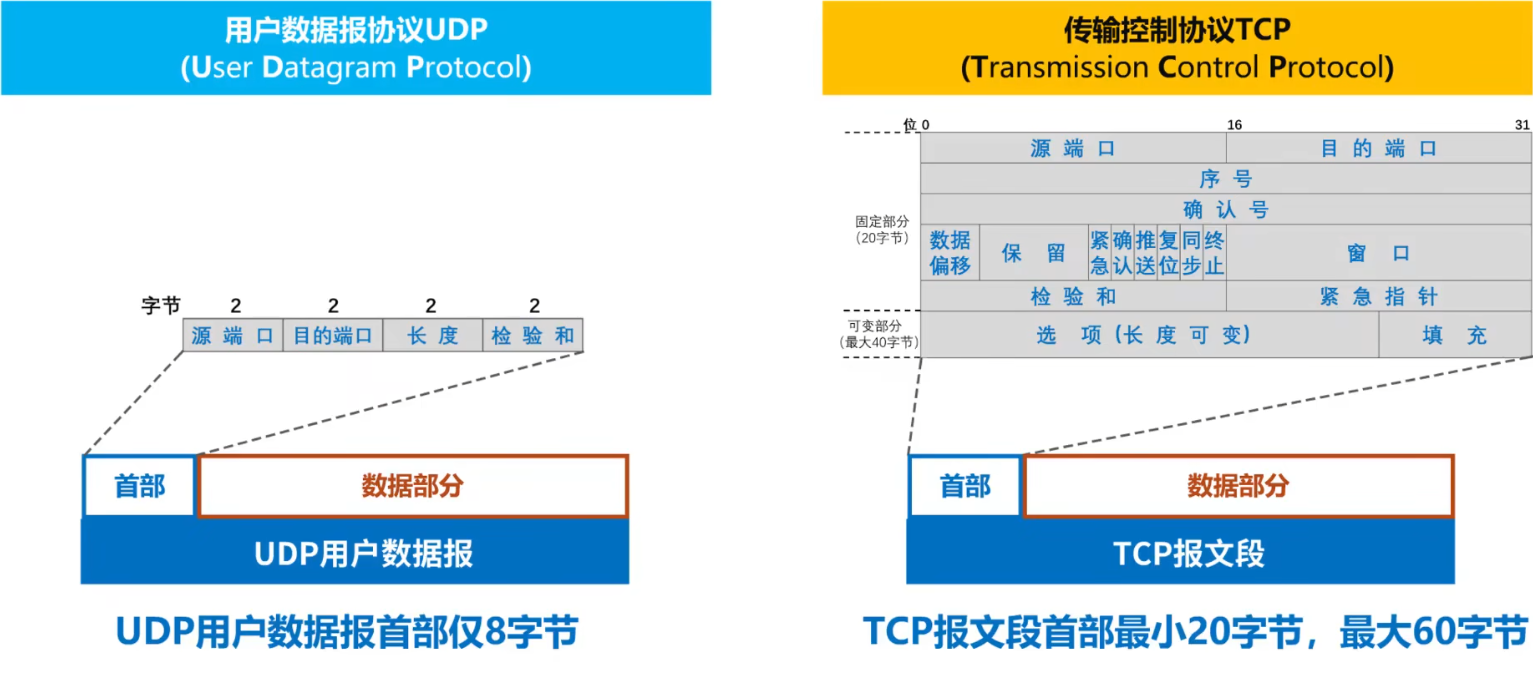 用户数据报协议UDP
(User Datagram Protocol)
字节 2 2 2 2
源端口 目的端口 长度 检验和
首部 数据部分
UDP用户数据报
UDP用户数据报首部仅8字节
传输控制协议TCP
(Transmission Control Protocol)
位 0 16 31
源端口 目的端口
序号
确认号
固定部分
(20字节)
数据偏移 保留 紧急 确认 推送 复位 同步 终止 窗口
检验和 紧急指针
可变部分
(最大40字节)
选项(长度可变) 填充
首部 数据部分
TCP报文段
TCP报文段首部最小20字节，最大60字节